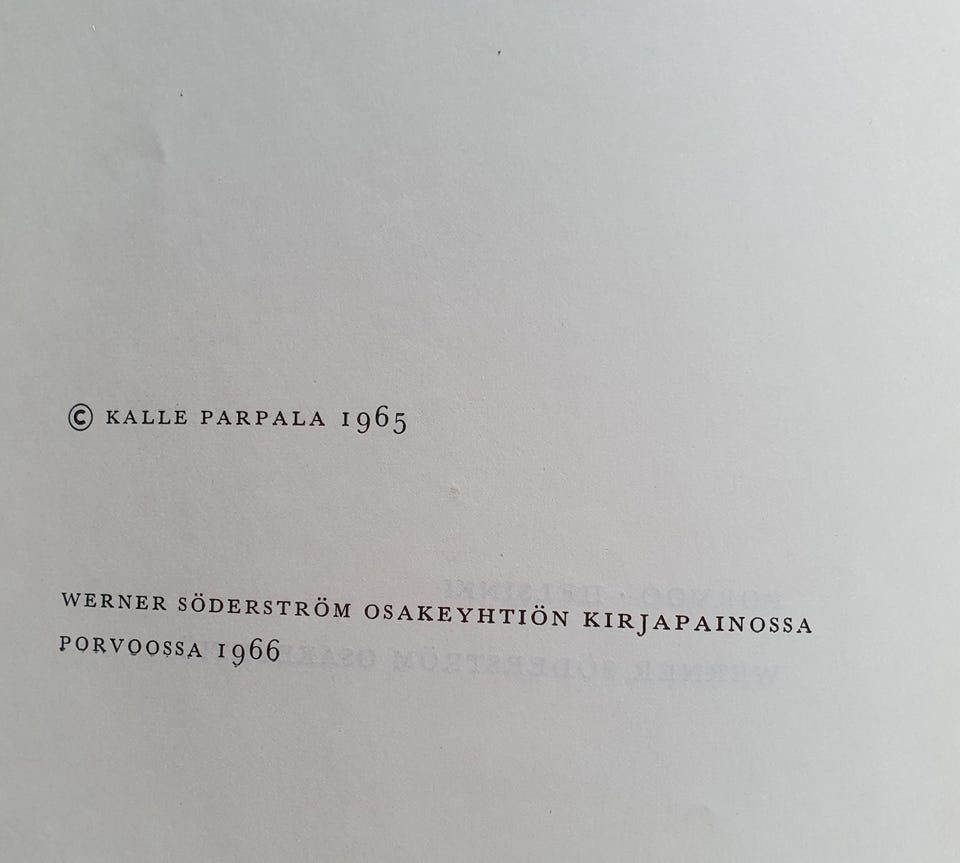 © KALLE PARPALA 1965
WERNER SÖDERSTRÖM OSAKEYHTIÖN KIRJAPAINOSSA
PORVOOSSA 1966